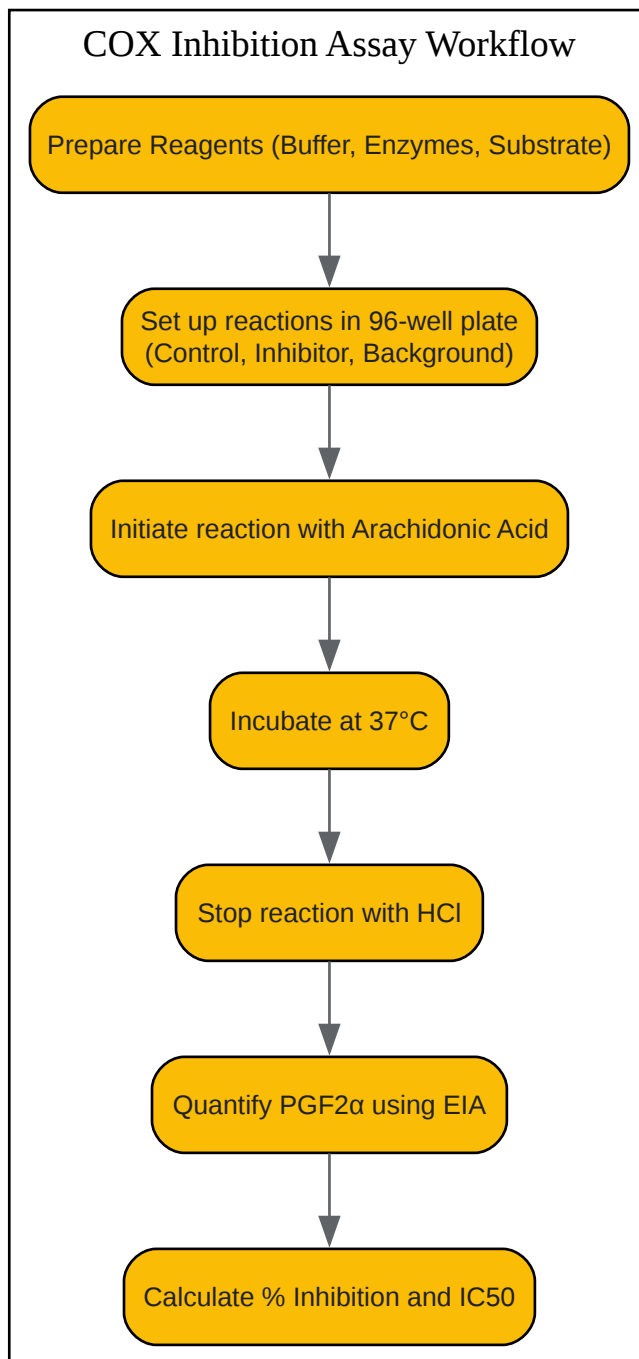 COX Inhibition Assay Workflow
Prepare Reagents (Buffer, Enzymes, Substrate)
Set up reactions in 96-well plate
(Control, Inhibitor, Background)
Initiate reaction with Arachidonic Acid
Incubate at 37°C
Stop reaction with HCl
Quantify PGF2α using EIA
Calculate % Inhibition and IC50